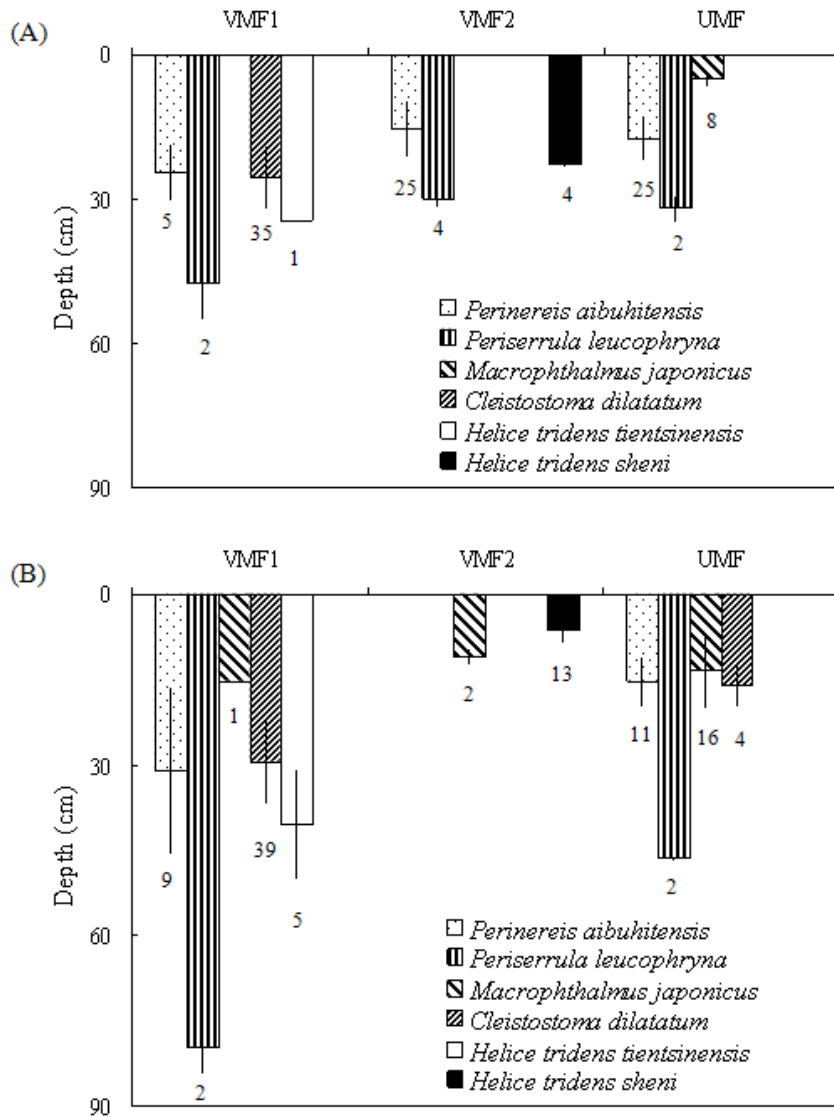 (A)
VMF1 VMF2 UMF
0
30
60
90
Depth (cm)
5
2
35
1
25
4
4
25
2
8
Perinereis aibuhitensis
Periserrula leucophryna
Macrophthalmus japonicus
Cleistostoma dilatatum
Helice tridens tientsinensis
Helice tridens sheni
(B)
VMF1 VMF2 UMF
0
30
60
90
Depth (cm)
9
2
1
39
5
2
13
11
2
16
4
Perinereis aibuhitensis
Periserrula leucophryna
Macrophthalmus japonicus
Cleistostoma dilatatum
Helice tridens tientsinensis
Helice tridens sheni